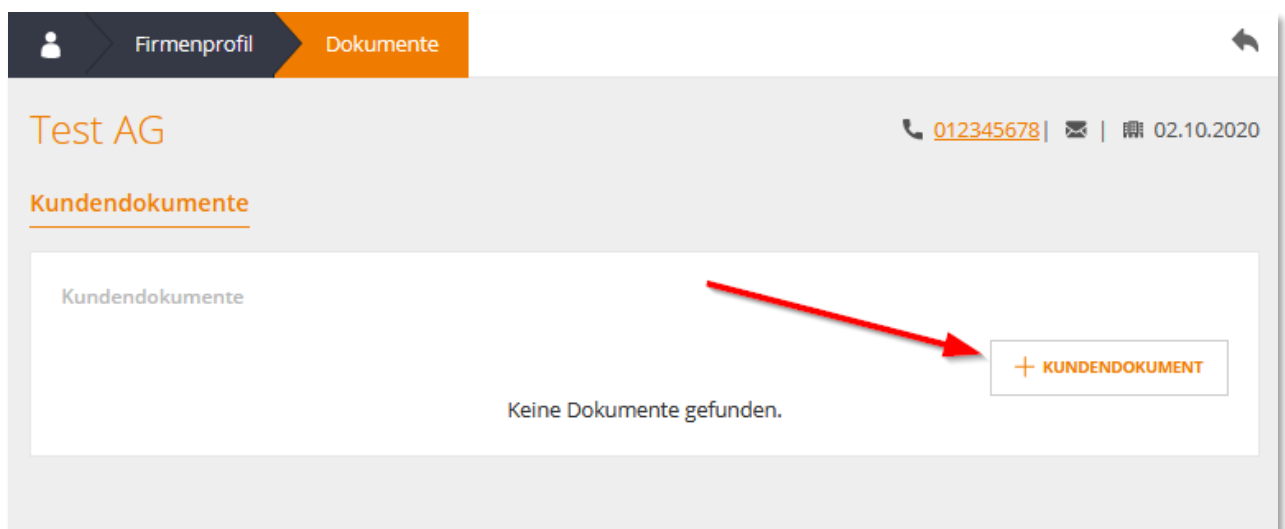 Firmenprofil Dokumente
Test AG
012345678| | 02.10.2020
Kundendokumente
Kundendokumente
+ KUNDENDOKUMENT
Keine Dokumente gefunden.